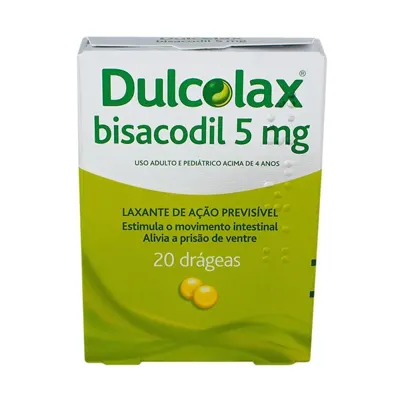 Dulcolax®
bisacodil 5 mg
USO ADULTO E PEDIÁTRICO ACIMA DE 4 ANOS
LAXANTE DE AÇÃO PREVISÍVEL
Estimula o movimento intestinal
Alivia a prisão de ventre
20 drágeas